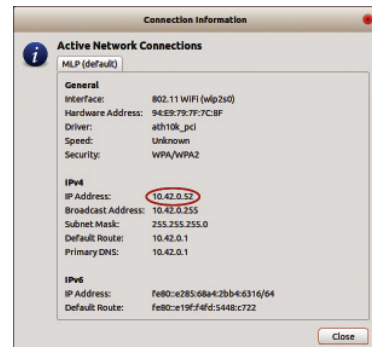 Connection Information
Active Network Connections
MLP (default)
General
Interface: 802.11 WiFi (wlp2s0)
Hardware Address: 94:E9:79:7F:7C:8F
Driver: ath10k_pci
Speed: Unknown
Security: WPA/WPA2
IPv4
IP Address: 10.42.0.52
Broadcast Address: 10.42.0.255
Subnet Mask: 255.255.255.0
Default Route: 10.42.0.1
Primary DNS: 10.42.0.1
IPv6
IP Address: fe80::e285:68a4:2bb4:6316/64
Default Route: fe80::e19f:f4fd:5448:c722
Close